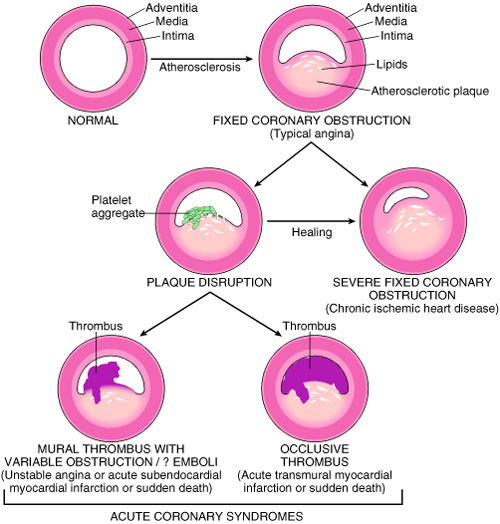 Adventitia
Media
Intima
Atherosclerosis
NORMAL
Adventitia
Media
Intima
Lipids
Atherosclerotic plaque
FIXED CORONARY OBSTRUCTION
(Typical angina)
Platelet
aggregate
Healing
PLAQUE DISRUPTION
SEVERE FIXED CORONARY
OBSTRUCTION
(Chronic ischemic heart disease)
Thrombus
Thrombus
MURAL THROMBUS WITH
VARIABLE OBSTRUCTION / ? EMBOLI
(Unstable angina or acute subendocardial
myocardial infarction or sudden death)
OCCLUSIVE
THROMBUS
(Acute transmural myocardial
infarction or sudden death)
ACUTE CORONARY SYNDROMES